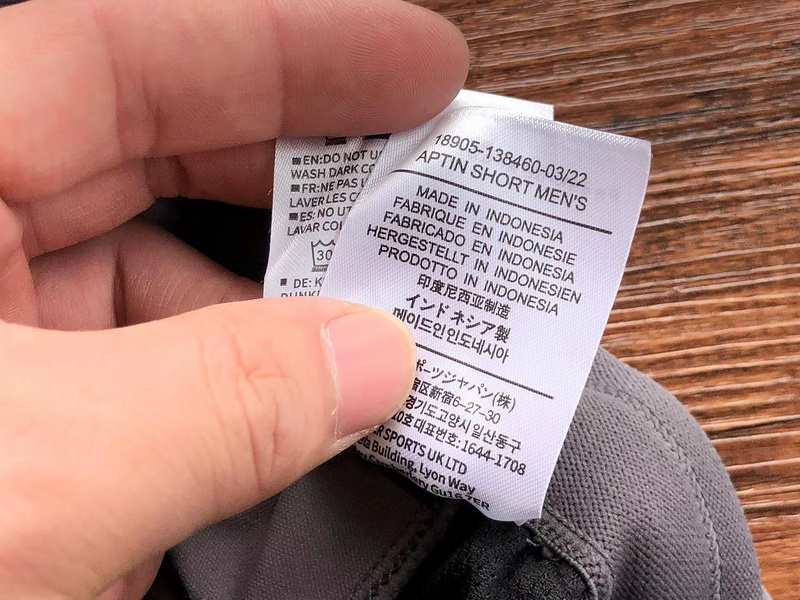 18905-138460-03/22
APTIN SHORT MEN'S
MADE IN INDONESIA
FABRIQUE EN INDONESIE
FABRICADO EN INDONESIA
HERGESTELLT IN INDONESIEN
PRODOTTO IN INDONESIA
印度尼西亚制造
インドネシア製
메이드인인도네시아
ポーツジャパン(株)
宿区新宿6-27-30
경기도고양시일산동구
10호 대표번호: 1644-1708
SPORTS UK LTD
Building, Lyon Way
EN: DO NOT
WASH DARK
FR: NE PAS
LAVER LES
ES: NO
LAVAR
30
DE: